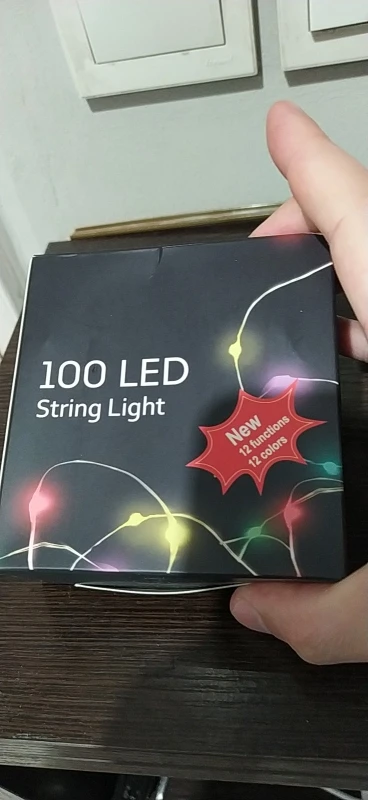 100 LED
String Light
New
12 functions
12 colors